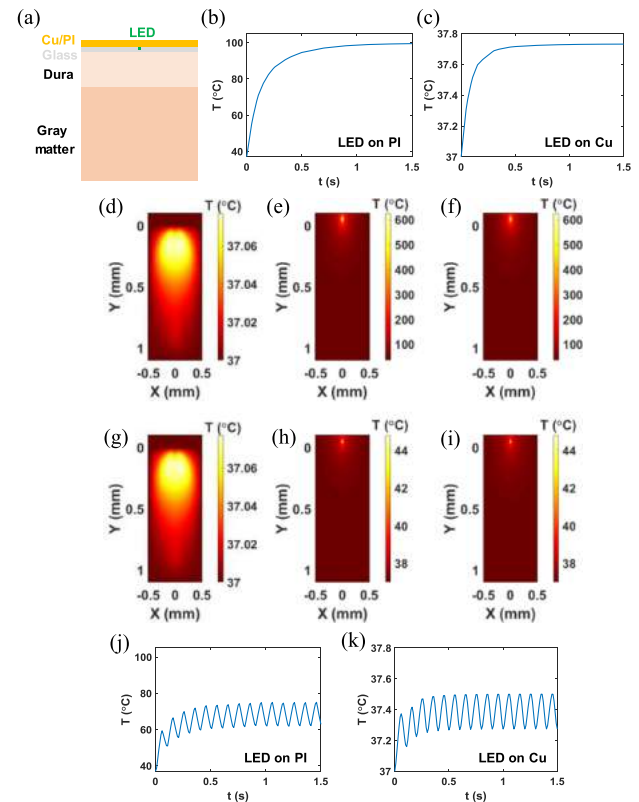 (a)
LED
Cu/PI
Glass
Dura
Gray
matter
(b)
T (°C)
100
80
60
40
0 0.5 1 1.5
t (s)
LED on PI
(c)
T (°C)
37.8
37.6
37.4
37.2
37
0 0.5 1 1.5
t (s)
LED on Cu
(d)
T (°C)
Y (mm)
0
0.5
1
-0.5 0 0.5
X (mm)
37.06
37.04
37.02
37
(e)
T (°C)
Y (mm)
0
0.5
1
-0.5 0 0.5
X (mm)
600
500
400
300
200
100
(f)
T (°C)
Y (mm)
0
0.5
1
-0.5 0 0.5
X (mm)
600
500
400
300
200
100
(g)
T (°C)
Y (mm)
0
0.5
1
-0.5 0 0.5
X (mm)
37.06
37.04
37.02
37
(h)
T (°C)
Y (mm)
0
0.5
1
-0.5 0 0.5
X (mm)
44
42
40
38
(i)
T (°C)
Y (mm)
0
0.5
1
-0.5 0 0.5
X (mm)
44
42
40
38
(j)
T (°C)
100
80
60
40
0 0.5 1 1.5
t (s)
LED on PI
(k)
T (°C)
37.8
37.6
37.4
37.2
37
0 0.5 1 1.5
t (s)
LED on Cu